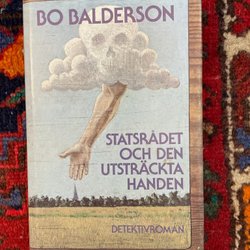 BO BALDERSON
STATSRÅDET
OCH DEN
UTSTRÄCKTA
HANDEN
DETEKTIVROMAN